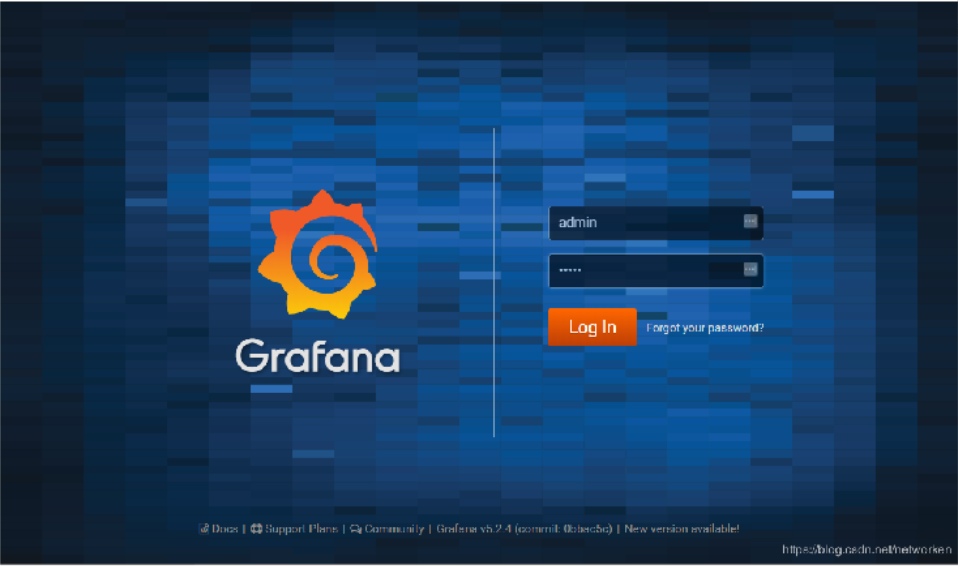 admin
•••••
Log In Forgot your password?
Grafana
Docs | Support Plans | Community | Grafana v5.2.4 (commit: 0bbac5c) | New version available!
https://blog.csdn.net/networken